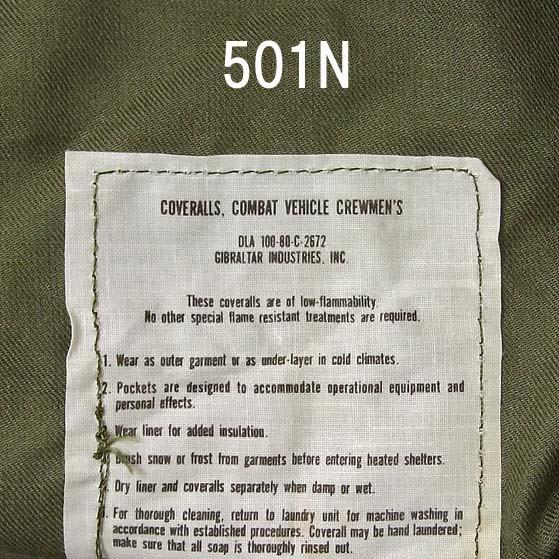 501N
COVERALLS, COMBAT VEHICLE CREWMEN'S
DLA 100-80-C-2672
GIBRALTAR INDUSTRIES, INC.
These coveralls are of low-flammability.
No other special flame resistant treatments are required.
1. Wear as outer garment or as under-layer in cold climates.
2. Pockets are designed to accommodate operational equipment and
personal effects.
Wear liner for added insulation.
Brush snow or frost from garments before entering heated shelters.
Dry liner and coveralls separately when damp or wet.
For thorough cleaning, return to laundry unit for machine washing in
accordance with established procedures. Coverall may be hand laundered;
make sure that all soap is thoroughly rinsed out.